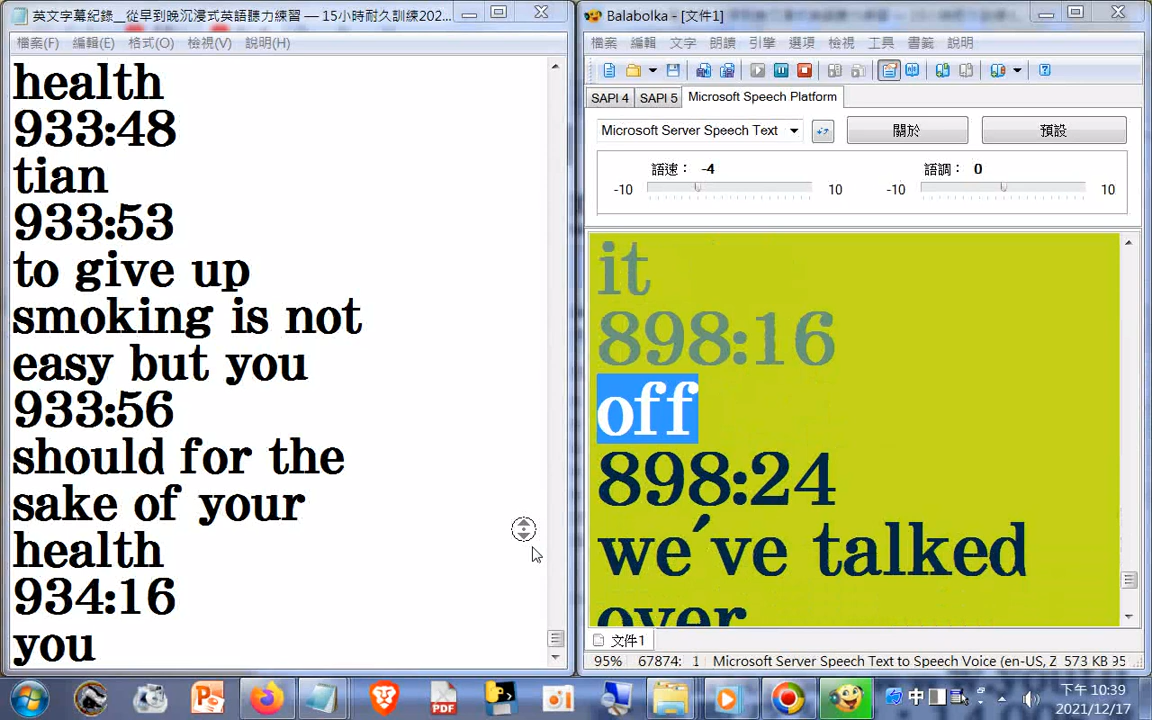 英文字幕紀錄__從早到晚沉浸式英語聽力練習 — 15小時耐久訓練202...
檔案(F) 編輯(E) 格式(O) 檢視(V) 說明(H)
health
933:48
tian
933:53
to give up
smoking is not
easy but you
933:56
should for the
sake of your
health
934:16
you
Balabolka - [文件1]
檔案 編輯 文字 朗讀 引擎 選項 檢視 工具 書籤 說明
SAPI 4 SAPI 5 Microsoft Speech Platform
Microsoft Server Speech Text 關於 預設
語速： -4 語調： 0
-10 10 -10 10
it
898:16
off
898:24
we´ve talked
over
文件1
95% 67874: 1 Microsoft Server Speech Text to Speech Voice (en-US, Z 573 KB 95
PDF 中 下午 10:39
2021/12/17